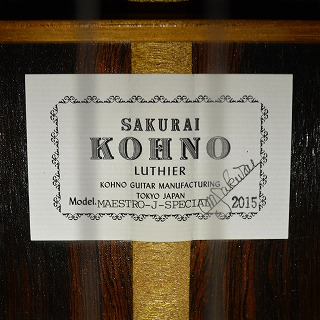 SAKURAI
KOHNO
LUTHIER
KOHNO GUITAR MANUFACTURING
TOKYO JAPAN
Model. MAESTRO-J-SPECIAL 2015